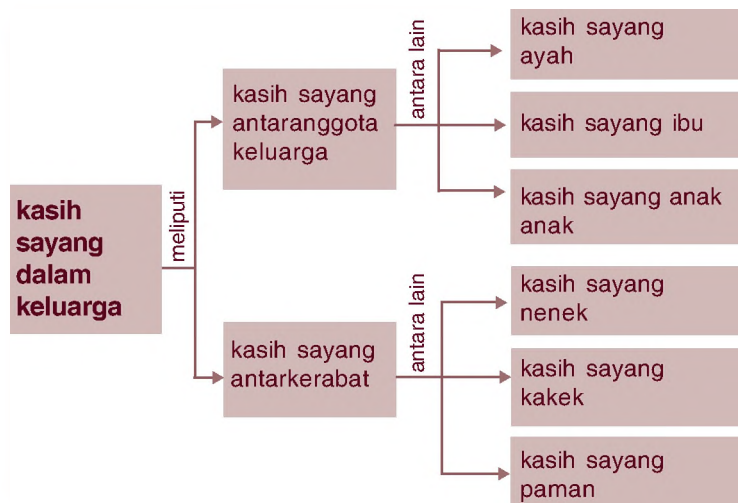 kasih
sayang
dalam
keluarga
meliputi
kasih sayang
antaranggota
keluarga
antara lain
kasih sayang
ayah
kasih sayang ibu
kasih sayang anak
anak
kasih sayang
antarkerabat
antara lain
kasih sayang
nenek
kasih sayang
kakek
kasih sayang
paman